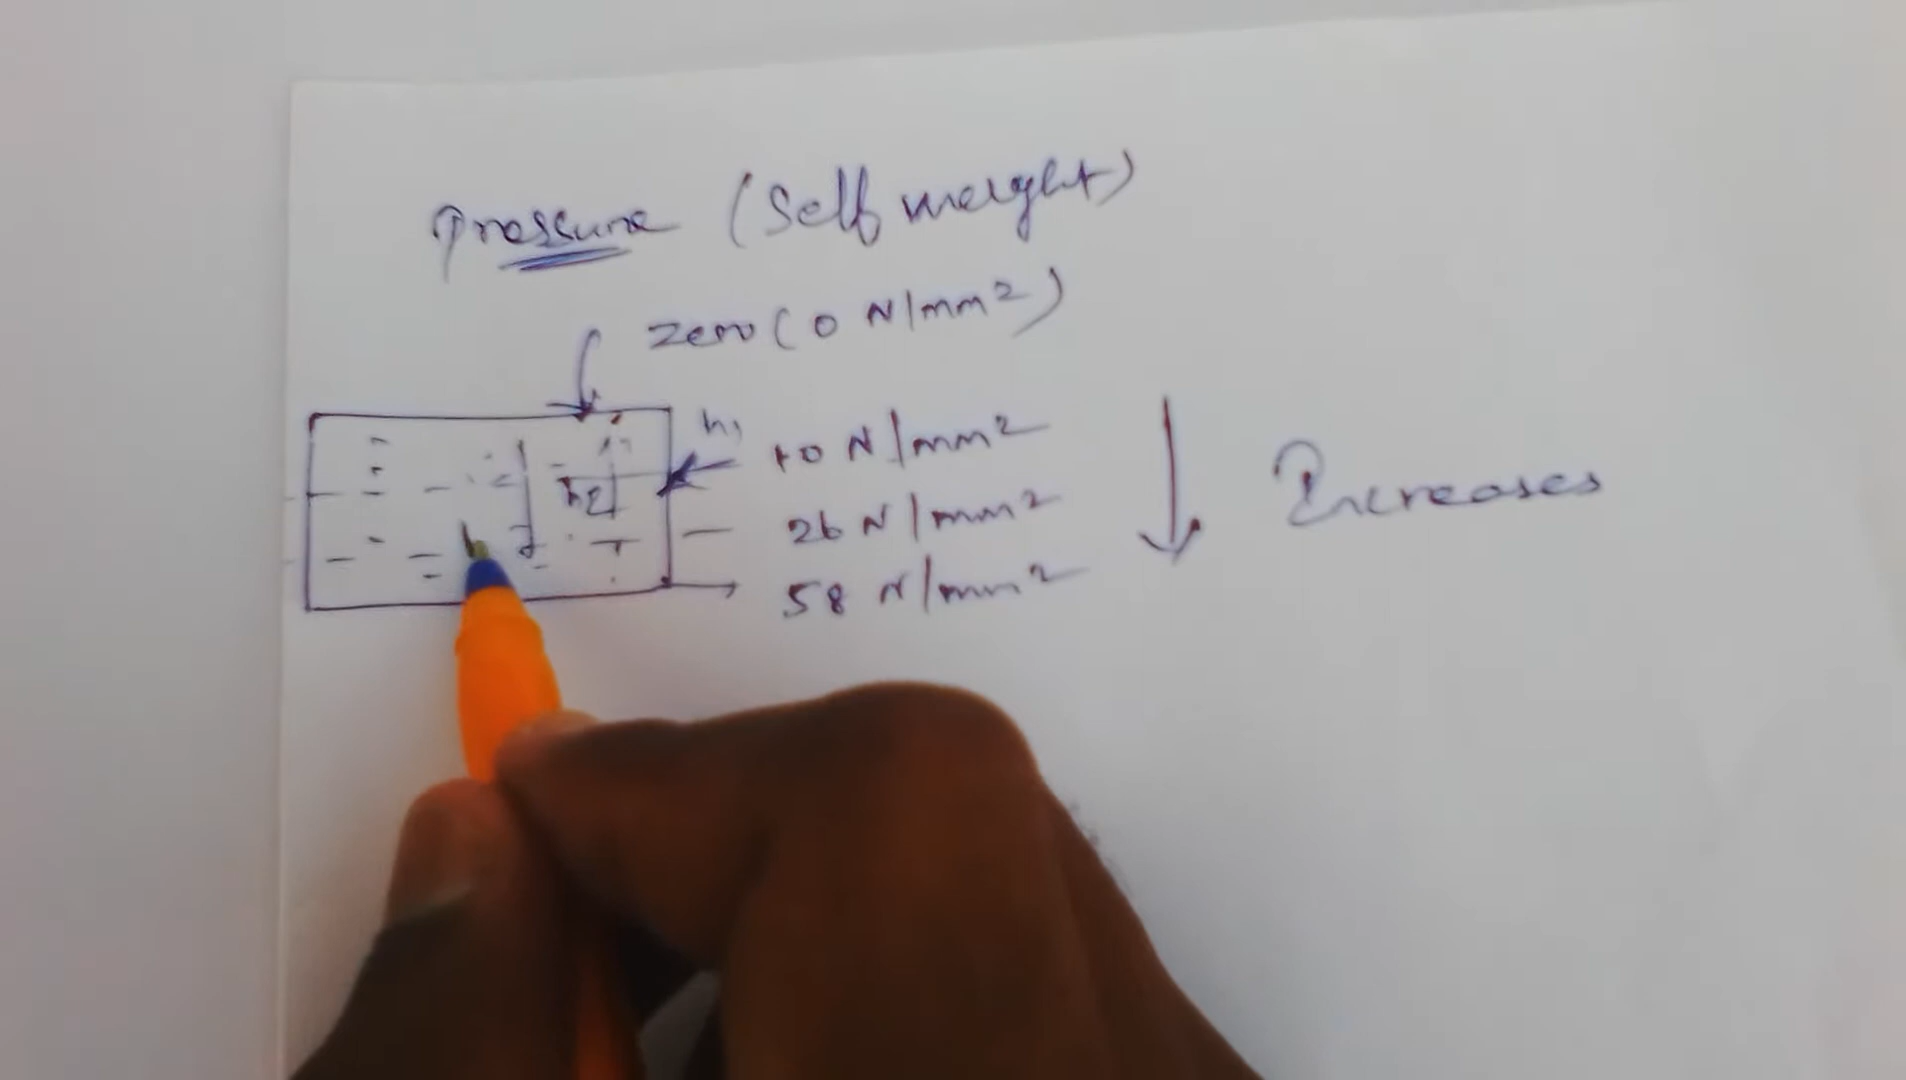 Pressure (Self weight)
Zero (0 N/mm²)
h₁
10 N/mm²
h2
26 N/mm²
58 N/mm²
Increases